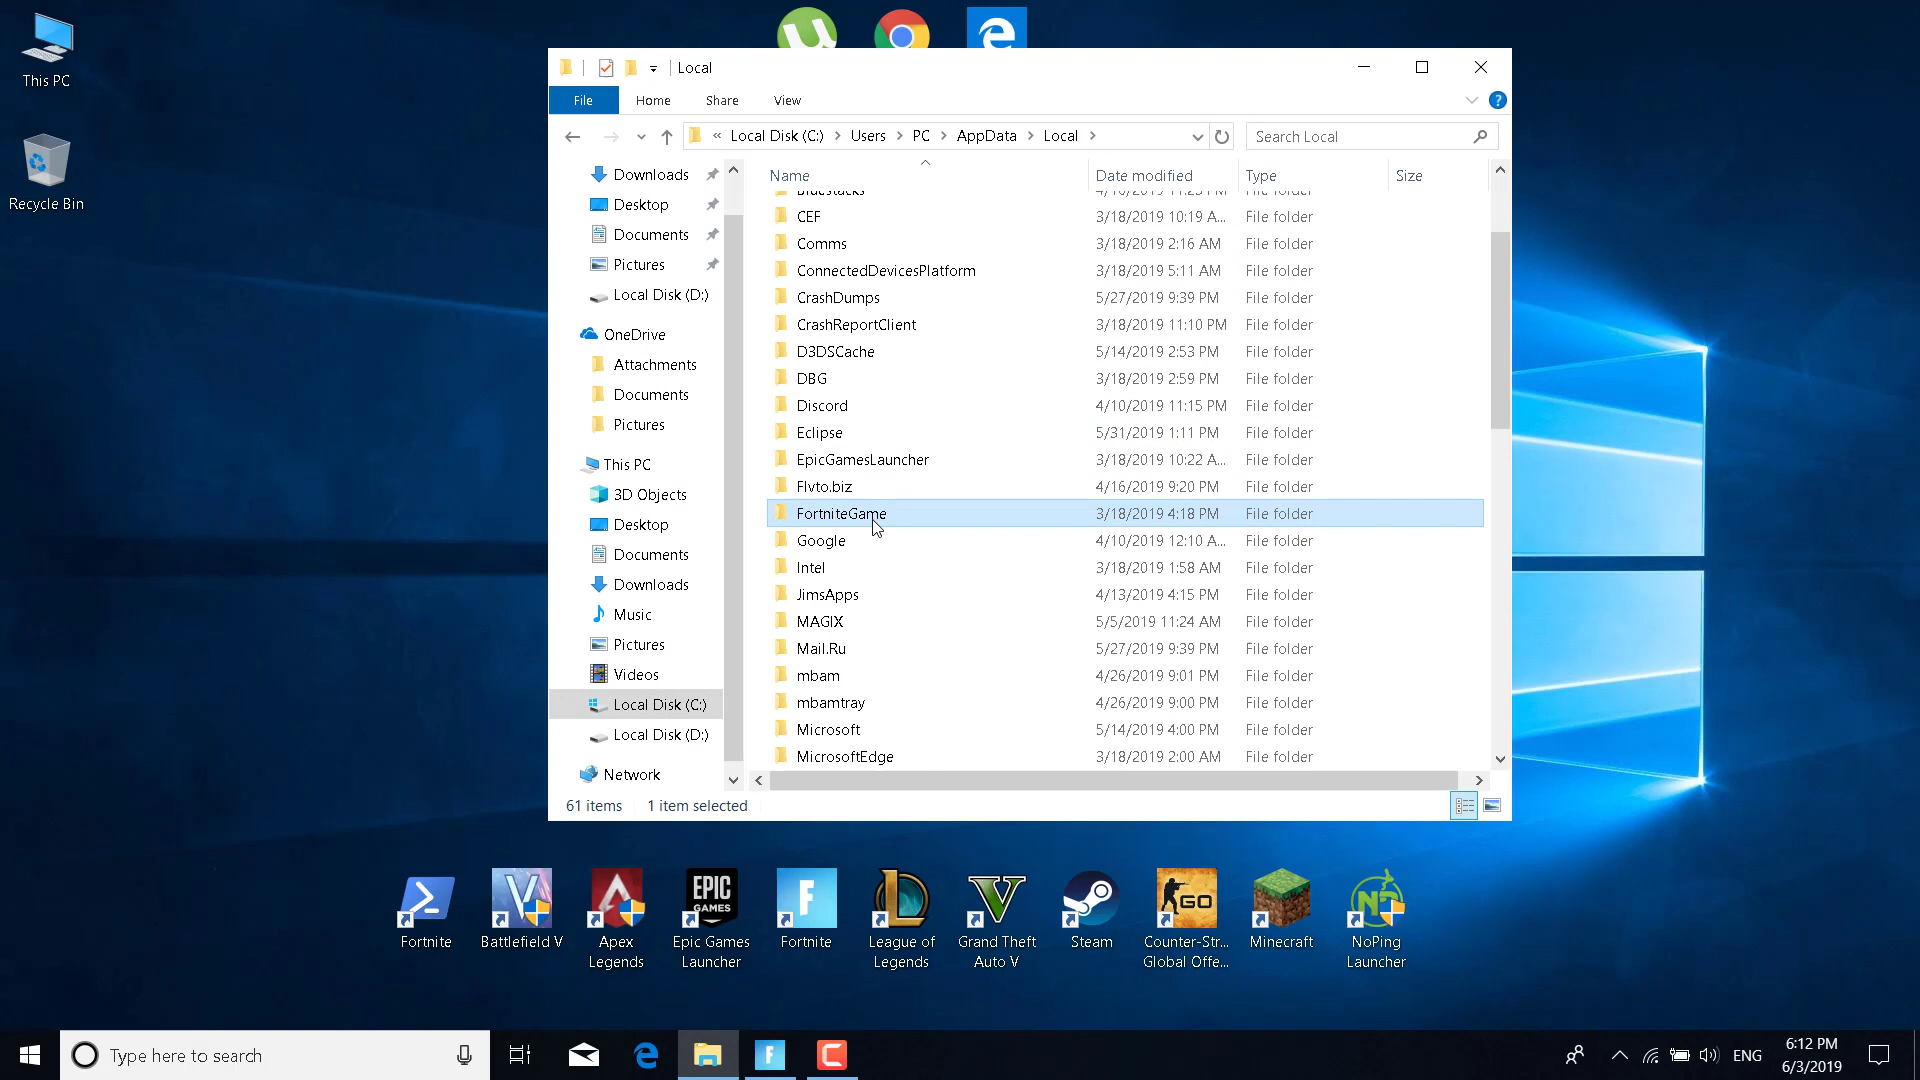 This PC
Recycle Bin
Local
File Home Share View
« Local Disk (C:) > Users > PC > AppData > Local >
Search Local
Downloads
Desktop
Documents
Pictures
Local Disk (D:)
OneDrive
Attachments
Documents
Pictures
This PC
3D Objects
Desktop
Documents
Downloads
Music
Pictures
Videos
Local Disk (C:)
Local Disk (D:)
Network
Name Date modified Type Size
CEF 3/18/2019 10:19 A... File folder
Comms 3/18/2019 2:16 AM File folder
ConnectedDevicesPlatform 3/18/2019 5:11 AM File folder
CrashDumps 5/27/2019 9:39 PM File folder
CrashReportClient 3/18/2019 11:10 PM File folder
D3DSCache 5/14/2019 2:53 PM File folder
DBG 3/18/2019 2:59 PM File folder
Discord 4/10/2019 11:15 PM File folder
Eclipse 5/31/2019 1:11 PM File folder
EpicGamesLauncher 3/18/2019 10:22 A... File folder
Flvto.biz 4/16/2019 9:20 PM File folder
FortniteGame 3/18/2019 4:18 PM File folder
Google 4/10/2019 12:10 A... File folder
Intel 3/18/2019 1:58 AM File folder
JimsApps 4/13/2019 4:15 PM File folder
MAGIX 5/5/2019 11:24 AM File folder
Mail.Ru 5/27/2019 9:39 PM File folder
mbam 4/26/2019 9:01 PM File folder
mbamtray 4/26/2019 9:00 PM File folder
Microsoft 5/14/2019 4:00 PM File folder
MicrosoftEdge 3/18/2019 2:00 AM File folder
61 items 1 item selected
EPIC
GAMES
GO
Fortnite
Battlefield V
Apex
Legends
Epic Games
Launcher
Fortnite
League of
Legends
Grand Theft
Auto V
Steam
Counter-Str...
Global Offe...
Minecraft
NoPing
Launcher
Type here to search
ENG
6:12 PM
6/3/2019